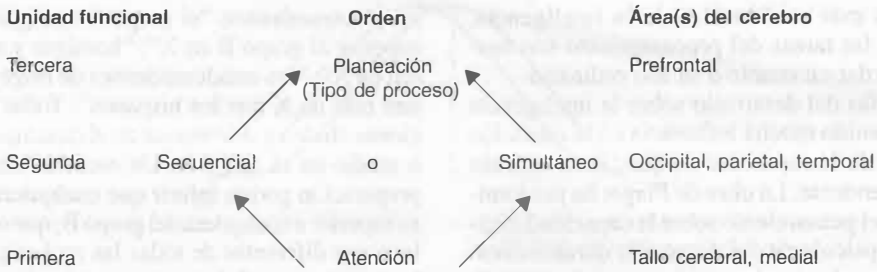 Unidad funcional Orden Área(s) del cerebro
Tercera Planeación Prefrontal
(Tipo de proceso)
Segunda Sequencial o Simultáneo Occipital, parietal, temporal
Primera Atención Tallo cerebral, medial